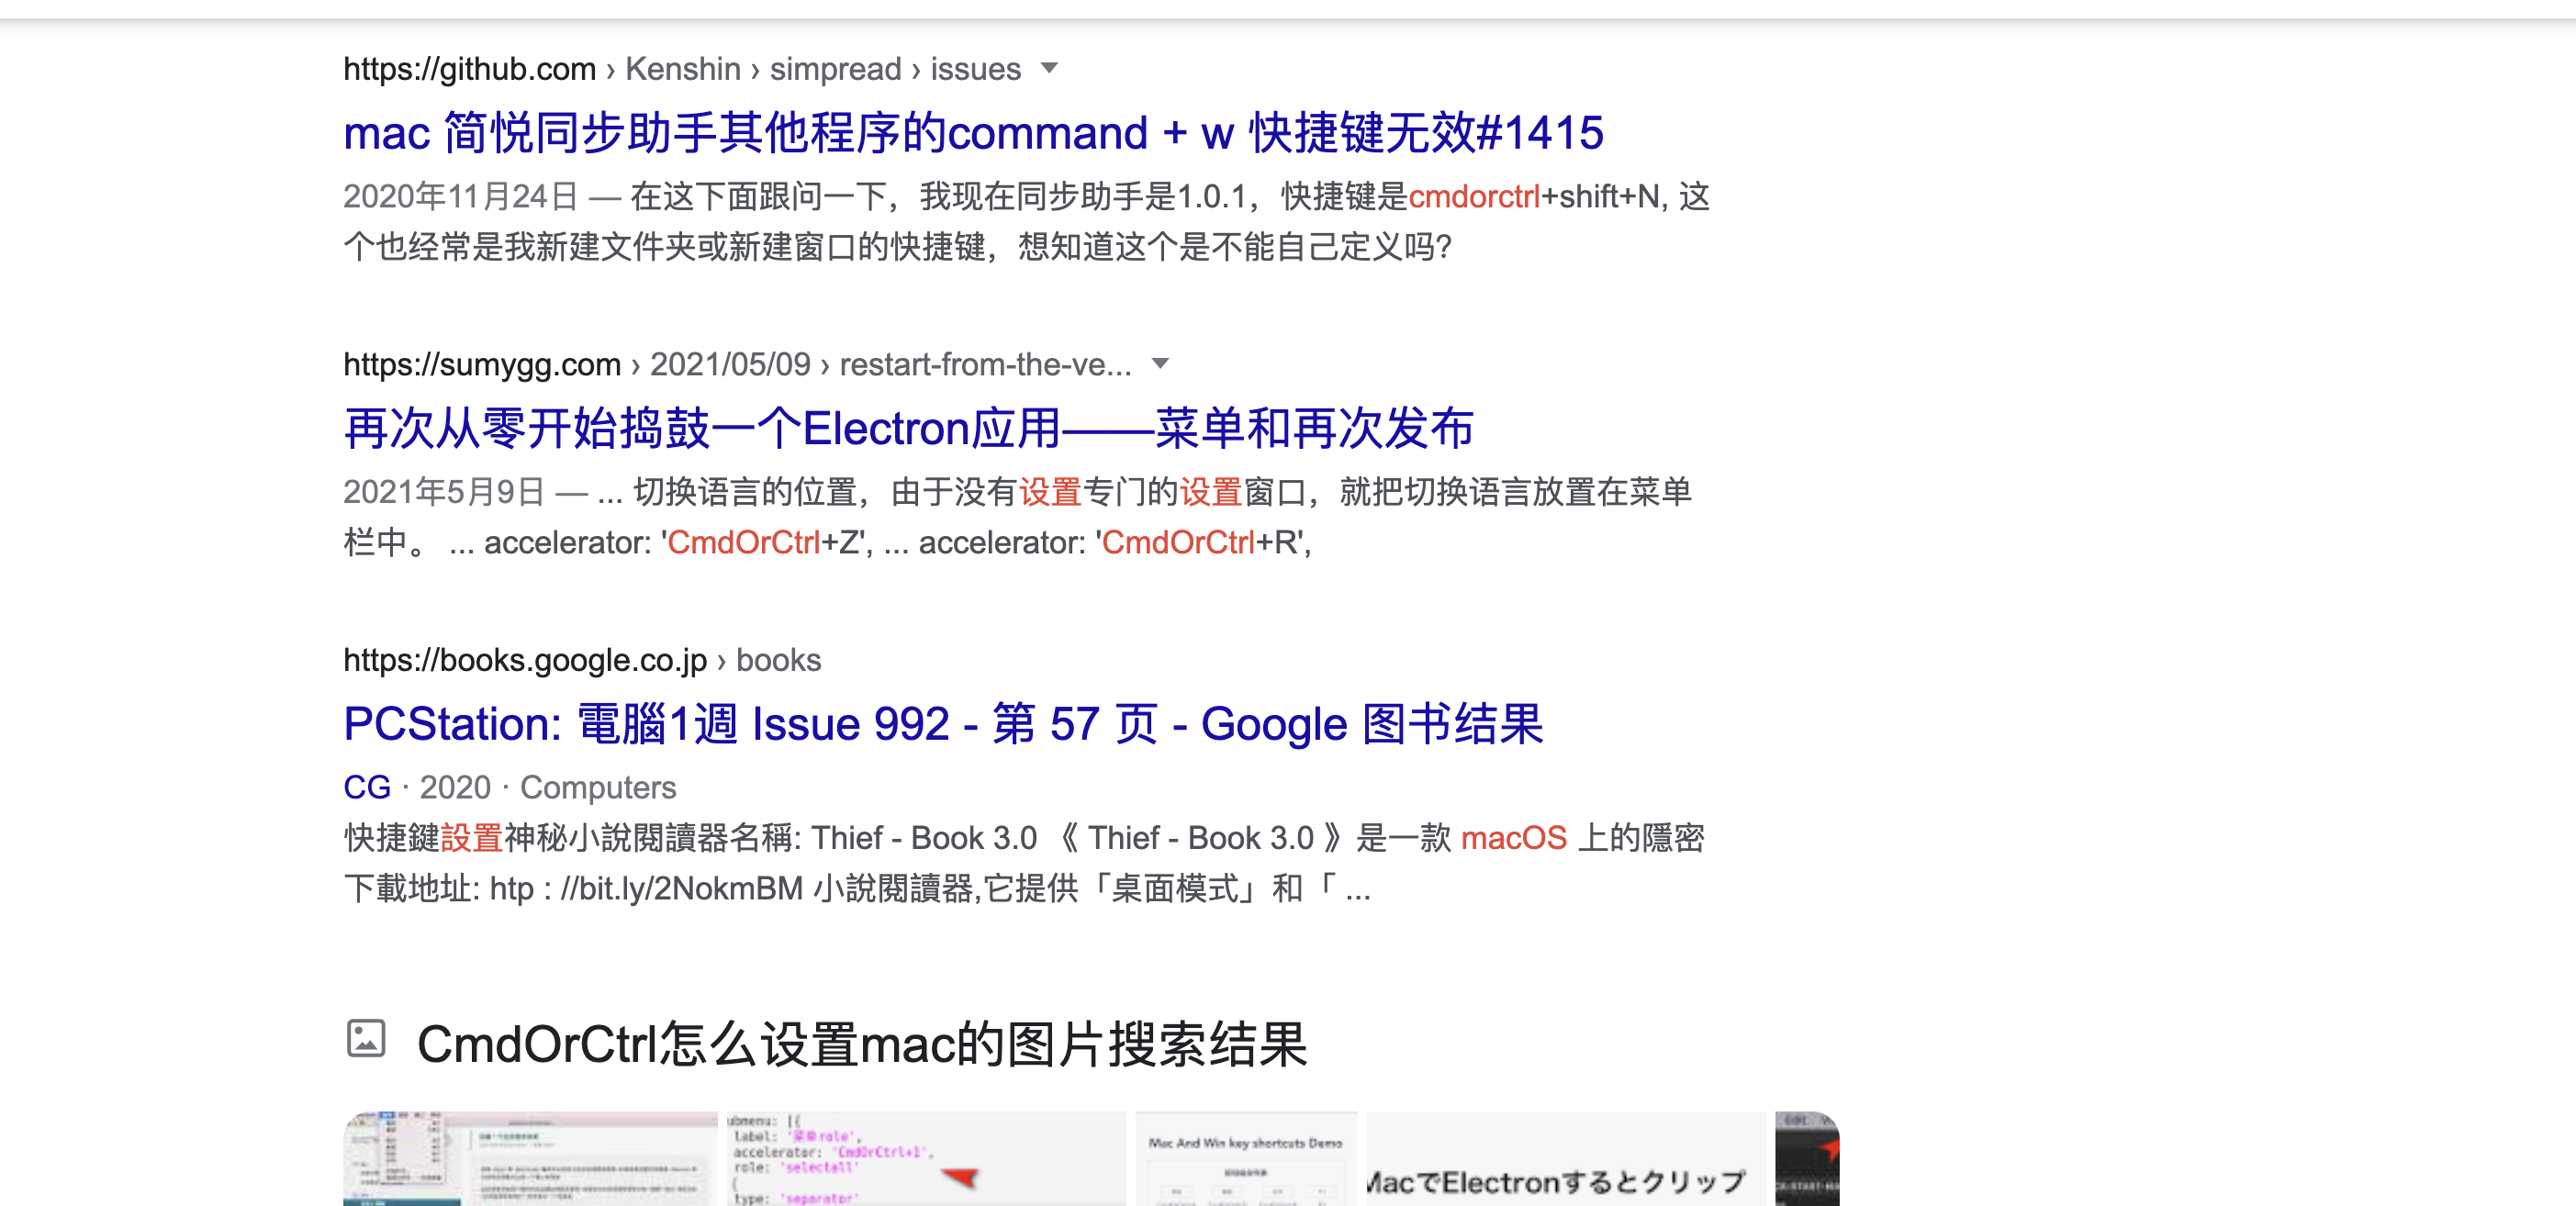 https://github.com › Kenshin › simpread › issues
mac 简悦同步助手其他程序的command + w 快捷键无效#1415
2020年11月24日 — 在这下面跟问一下，我现在同步助手是1.0.1，快捷键是cmdorctrl+shift+N, 这
个也经常是我新建文件夹或新建窗口的快捷键，想知道这个是不能自己定义吗?
https://sumygg.com › 2021/05/09 › restart-from-the-ve...
再次从零开始捣鼓一个Electron应用——菜单和再次发布
2021年5月9日 — ... 切换语言的位置，由于没有设置专门的设置窗口，就把切换语言放置在菜单
栏中。 ... accelerator: 'CmdOrCtrl+Z', ... accelerator: 'CmdOrCtrl+R',
https://books.google.co.jp › books
PCStation: 電腦1週 Issue 992 - 第 57 页 - Google 图书结果
CG · 2020 · Computers
快捷鍵設置神秘小說閱讀器名稱: Thief - Book 3.0 《 Thief - Book 3.0 》是一款 macOS 上的隱密
下載地址: htp : //bit.ly/2NokmBM 小說閱讀器,它提供「桌面模式」和「 ...
CmdOrCtrl怎么设置mac的图片搜索结果
ubmenu: [{
label: '菜单role',
accelerator: 'CmdOrCtrl+1',
role: 'selectall'
{
type: 'separator'
Mac And Win key shortcuts Demo
MacでElectronするとクリップ